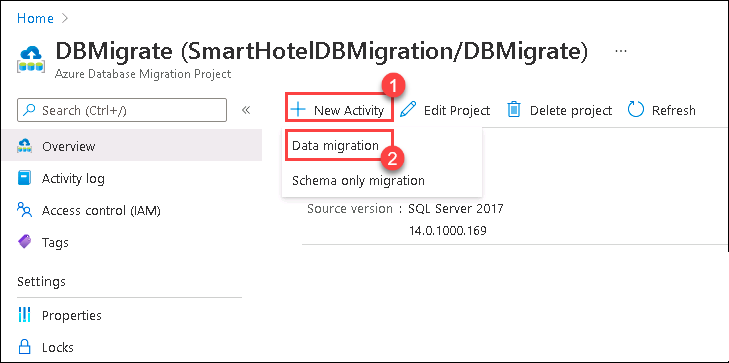 Home
DBMigrate (SmartHotelDBMigration/DBMigrate) ...
Azure Database Migration Project
Search (Ctrl+/) «
1
New Activity Edit Project Delete project Refresh
Overview
Data migration
2
Activity log
Schema only migration
Access control (IAM)
Source version : SQL Server 2017
14.0.1000.169
Tags
Settings
Properties
Locks